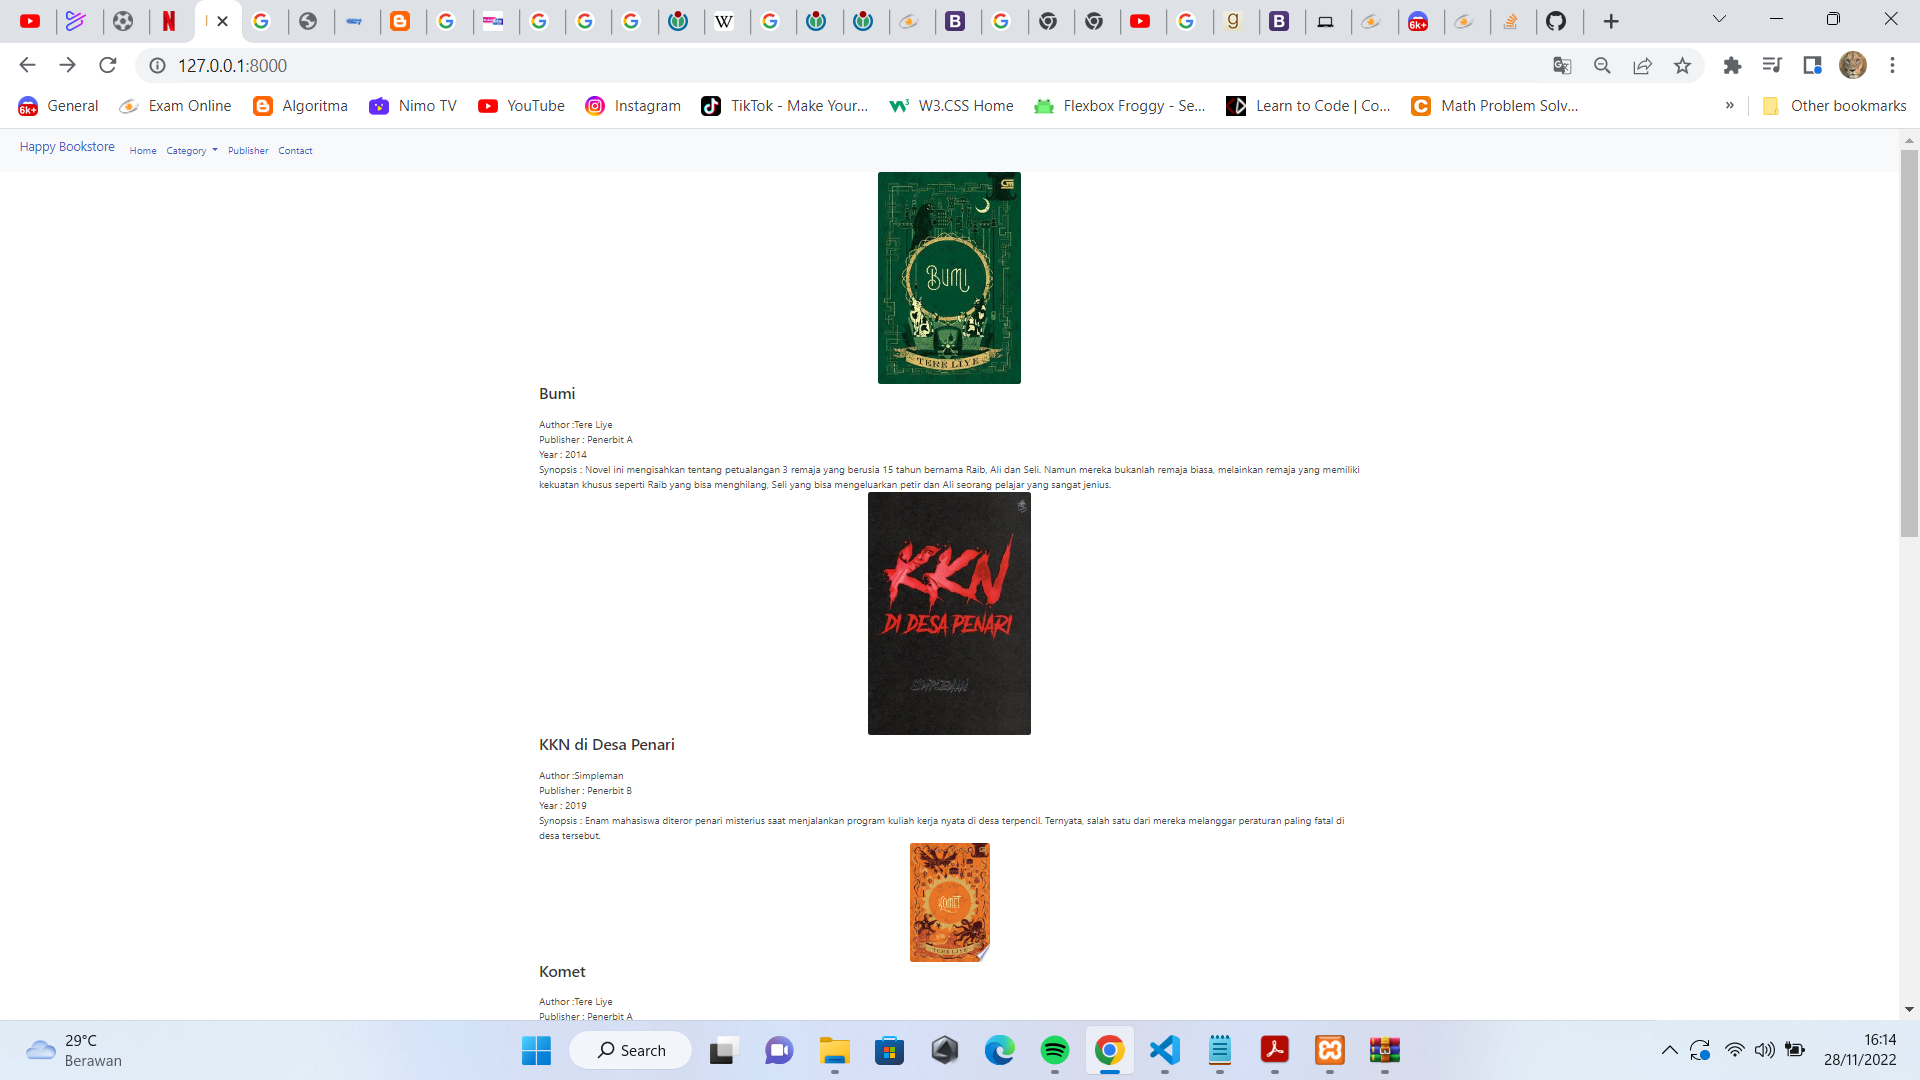 127.0.0.1:8000
General
Exam Online
Algoritma
Nimo TV
YouTube
Instagram
TikTok - Make Your...
W3.CSS Home
Flexbox Froggy - Se...
Learn to Code | Co...
Math Problem Solv...
»
Other bookmarks
Happy Bookstore
Home
Category
Publisher
Contact
BUMI
TERE LIYE
Bumi
Author :Tere Liye
Publisher : Penerbit A
Year : 2014
Synopsis : Novel ini mengisahkan tentang petualangan 3 remaja yang berusia 15 tahun bernama Raib, Ali dan Seli. Namun mereka bukanlah remaja biasa, melainkan remaja yang memiliki
kekuatan khusus seperti Raib yang bisa menghilang, Seli yang bisa mengeluarkan petir dan Ali seorang pelajar yang sangat jenius.
KKN
DI DESA PENARI
SIMPLEMAN
KKN di Desa Penari
Author :Simpleman
Publisher : Penerbit B
Year : 2019
Synopsis : Enam mahasiswa diteror penari misterius saat menjalankan program kuliah kerja nyata di desa terpencil. Ternyata, salah satu dari mereka melanggar peraturan paling fatal di
desa tersebut.
KOMET
TERE LIYE
Komet
Author :Tere Liye
Publisher : Penerbit A
29°C
Berawan
Search
16:14
28/11/2022